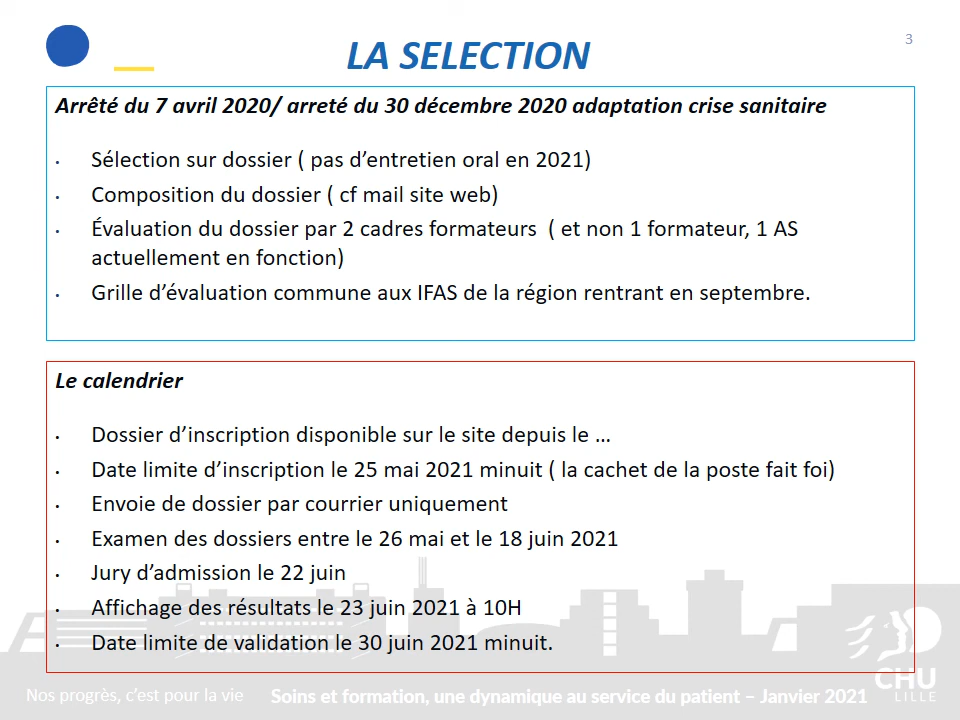 LA SELECTION
3
Arrêté du 7 avril 2020/ arreté du 30 décembre 2020 adaptation crise sanitaire
· Sélection sur dossier ( pas d’entretien oral en 2021)
· Composition du dossier ( cf mail site web)
· Évaluation du dossier par 2 cadres formateurs ( et non 1 formateur, 1 AS
actuellement en fonction)
· Grille d’évaluation commune aux IFAS de la région rentrant en septembre.
Le calendrier
· Dossier d’inscription disponible sur le site depuis le …
· Date limite d’inscription le 25 mai 2021 minuit ( la cachet de la poste fait foi)
· Envoie de dossier par courrier uniquement
· Examen des dossiers entre le 26 mai et le 18 juin 2021
· Jury d’admission le 22 juin
· Affichage des résultats le 23 juin 2021 à 10H
· Date limite de validation le 30 juin 2021 minuit.
Nos progrès, c’est pour la vie
Soins et formation, une dynamique au service du patient – Janvier 2021
CHU
LILLE